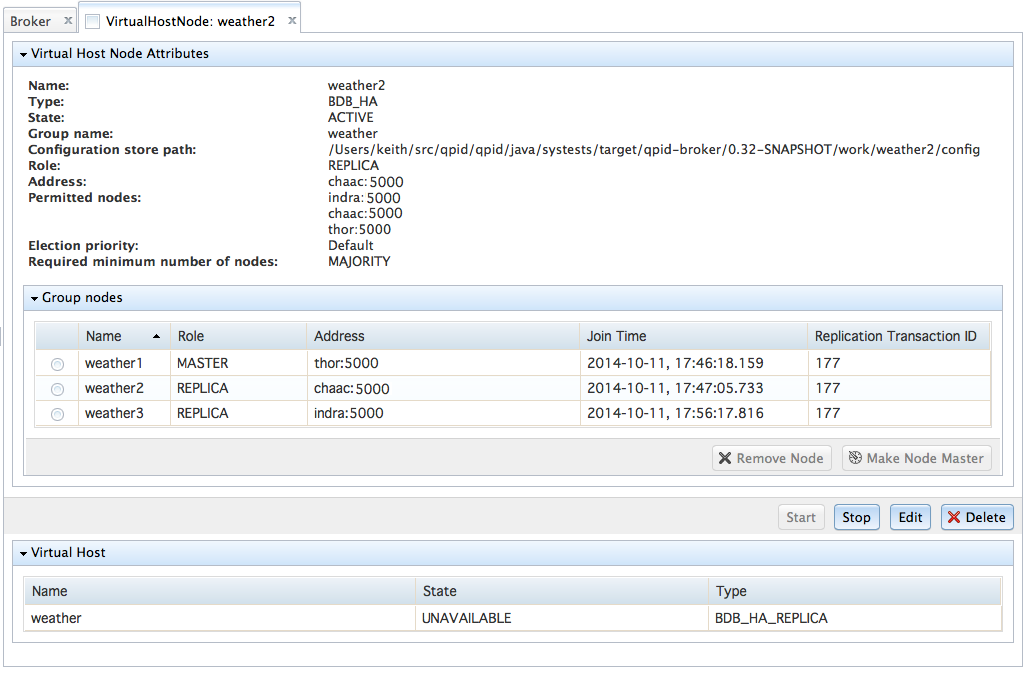 Broker x VirtualHostNode: weather2 x
Virtual Host Node Attributes
Name: weather2
Type: BDB_HA
State: ACTIVE
Group name: weather
Configuration store path: /Users/keith/src/qpid/qpid/java/systests/target/qpid-broker/0.32-SNAPSHOT/work/weather2/config
Role: REPLICA
Address: chaac:5000
Permitted nodes: indra:5000
chaac:5000
thor:5000
Election priority: Default
Required minimum number of nodes: MAJORITY
Group nodes
Name Role Address Join Time Replication Transaction ID
weather1 MASTER thor:5000 2014-10-11, 17:46:18.159 177
weather2 REPLICA chaac:5000 2014-10-11, 17:47:05.733 177
weather3 REPLICA indra:5000 2014-10-11, 17:56:17.816 177
Remove Node Make Node Master
Start Stop Edit Delete
Virtual Host
Name State Type
weather UNAVAILABLE BDB_HA_REPLICA